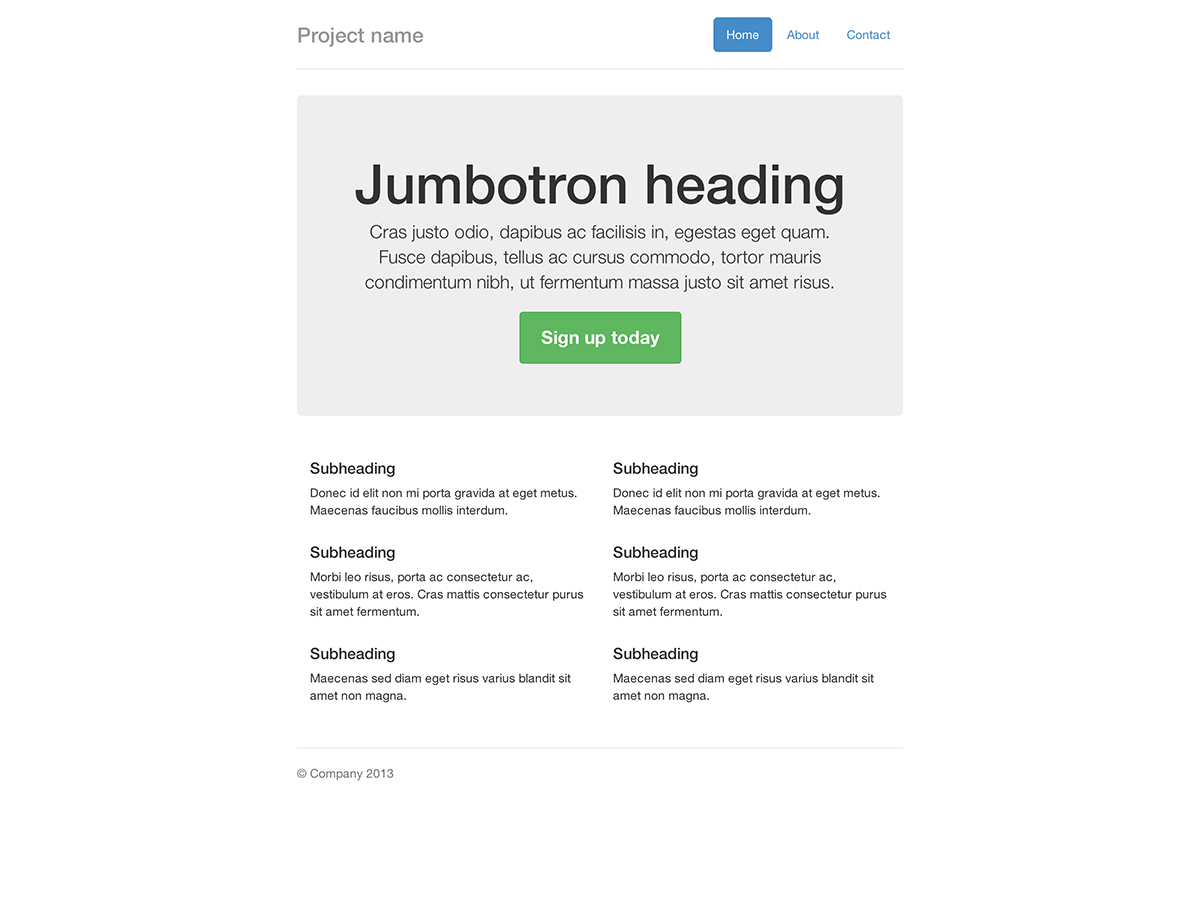 Project name
Home
About
Contact
Jumbotron heading
Cras justo odio, dapibus ac facilisis in, egestas eget quam.
Fusce dapibus, tellus ac cursus commodo, tortor mauris
condimentum nibh, ut fermentum massa justo sit amet risus.
Sign up today
Subheading
Donec id elit non mi porta gravida at eget metus.
Maecenas faucibus mollis interdum.
Subheading
Morbi leo risus, porta ac consectetur ac,
vestibulum at eros. Cras mattis consectetur purus
sit amet fermentum.
Subheading
Maecenas sed diam eget risus varius blandit sit
amet non magna.
Subheading
Donec id elit non mi porta gravida at eget metus.
Maecenas faucibus mollis interdum.
Subheading
Morbi leo risus, porta ac consectetur ac,
vestibulum at eros. Cras mattis consectetur purus
sit amet fermentum.
Subheading
Maecenas sed diam eget risus varius blandit sit
amet non magna.
© Company 2013